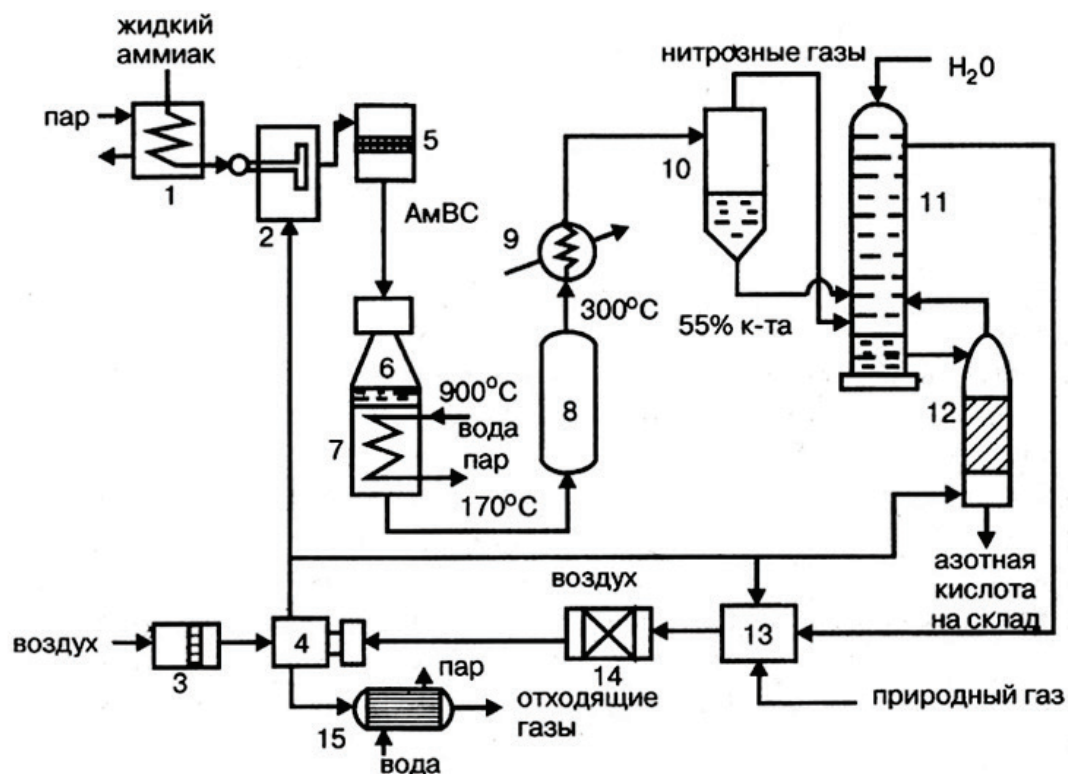 жидкий
аммиак
пар
1
2
5
АмВС
6
900°С
вода
7
пар
170°С
8
9
300°С
нитрозные газы
10
55% к-та
H₂0
11
12
азотная
кислота
на склад
воздух
воздух
3
4
14
13
природный газ
пар
отходящие
газы
15
вода